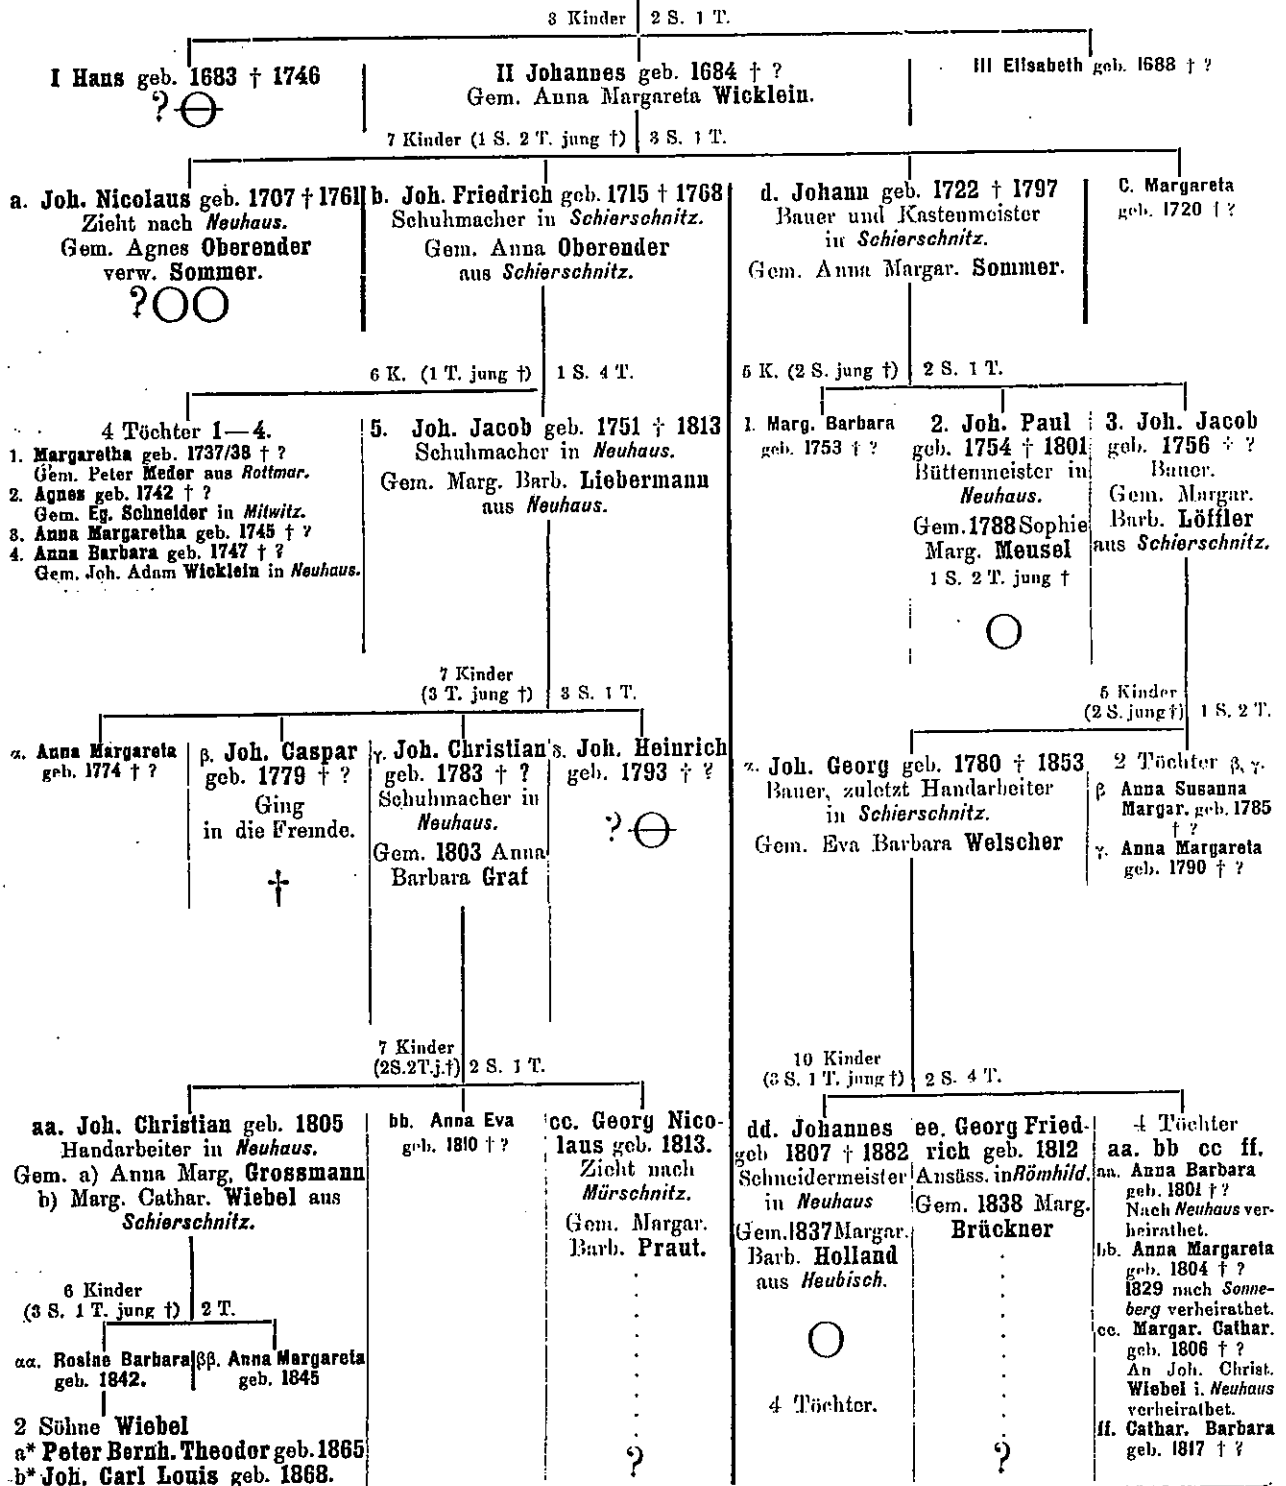 3 Kinder 2 S. 1 T.
I Hans geb. 1683 † 1746
? O
II Johannes geb. 1684 † ?
Gem. Anna Margareta Wicklein.
III Elisabeth geb. 1688 † ?
7 Kinder (1 S. 2 T. jung †) 3 S. 1 T.
a. Joh. Nicolaus geb. 1707 † 1761
Zieht nach Neuhaus.
Gem. Agnes Oberender
verw. Sommer.
?OO
b. Joh. Friedrich geb. 1715 † 1768
Schuhmacher in Schierschnitz.
Gem. Anna Oberender
aus Schierschnitz.
d. Johann geb. 1722 † 1797
Bauer und Kastenmeister
in Schierschnitz.
Gem. Anna Margar. Sommer.
C. Margareta
geb. 1720 † ?
6 K. (1 T. jung †) 1 S. 4 T.
5 K. (2 S. jung †) 2 S. 1 T.
4 Töchter 1—4.
1. Margaretha geb. 1737/38 † ?
Gem. Peter Meder aus Rottmar.
2. Agnes geb. 1742 † ?
Gem. Eg. Schneider in Mitwitz.
3. Anna Margaretha geb. 1745 † ?
4. Anna Barbara geb. 1747 † ?
Gem. Joh. Adam Wicklein in Neuhaus.
5. Joh. Jacob geb. 1751 † 1813
Schuhmacher in Neuhaus.
Gem. Marg. Barb. Liebermann
aus Neuhaus.
1. Marg. Barbara
geb. 1753 † ?
2. Joh. Paul
geb. 1754 † 1801
Büttenmeister in
Neuhaus.
Gem. 1788 Sophie
Marg. Meusel
1 S. 2 T. jung †
O
3. Joh. Jacob
geb. 1756 † ?
Bauer.
Gem. Margar.
Barb. Löffler
aus Schierschnitz.
7 Kinder
(3 T. jung †) 3 S. 1 T.
5 Kinder
(2 S. jung †) 1 S. 2 T.
α. Anna Margareta
geb. 1774 † ?
β. Joh. Caspar
geb. 1779 † ?
Ging
in die Fremde.
†
γ. Joh. Christian
geb. 1783 † ?
Schuhmacher in
Neuhaus.
Gem. 1803 Anna
Barbara Graf
s. Joh. Heinrich
geb. 1793 † ?
? O
α. Joh. Georg geb. 1780 † 1853
Bauer, zuletzt Handarbeiter
in Schierschnitz.
Gem. Eva Barbara Welscher
2 Töchter β, γ.
β Anna Susanna
Margar. geb. 1785
† ?
γ. Anna Margareta
geb. 1790 † ?
7 Kinder
(2S.2T.j.†) 2 S. 1 T.
10 Kinder
(3 S. 1 T. jung †) 2 S. 4 T.
aa. Joh. Christian geb. 1805
Handarbeiter in Neuhaus.
Gem. a) Anna Marg. Grossmann
b) Marg. Cathar. Wiebel aus
Schierschnitz.
bb. Anna Eva
geb. 1810 † ?
cc. Georg Nico-
laus geb. 1813.
Zieht nach
Mürschnitz.
Gem. Margar.
Barb. Praut.
?
dd. Johannes
geb 1807 † 1882
Schneidermeister
in Neuhaus
Gem. 1837 Margar.
Barb. Holland
aus Heubisch.
O
4 Töchter.
ee. Georg Fried-
rich geb. 1812
Ansäss. in Römhild.
Gem. 1838 Marg.
Brückner
?
4 Töchter
aa. bb cc ff.
aa. Anna Barbara
geb. 1801 † ?
Nach Neuhaus ver-
heirathet.
bb. Anna Margareta
geb. 1804 † ?
1829 nach Sonne-
berg verheirathet.
cc. Margar. Cathar.
geb. 1806 † ?
An Joh. Christ.
Wiebel i. Neuhaus
verheirathet.
ff. Cathar. Barbara
geb. 1817 † ?
6 Kinder
(3 S. 1 T. jung †) 2 T.
αα. Rosine Barbara
geb. 1842.
ββ. Anna Margareta
geb. 1845
2 Söhne Wiebel
a* Peter Bernh. Theodor geb. 1865
b* Joh. Carl Louis geb. 1868.